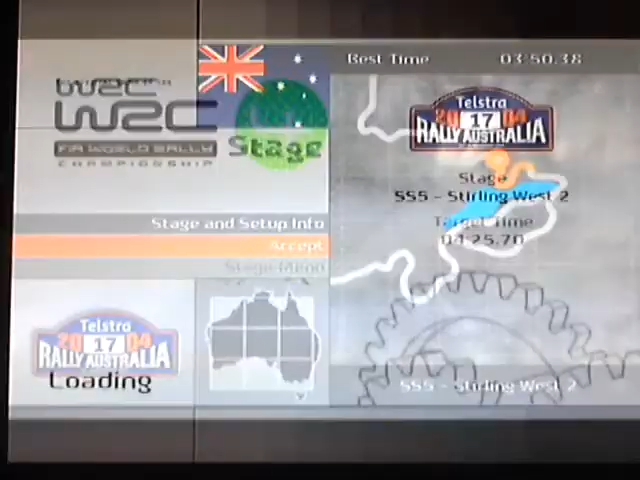 Best Time 03:50.38
WRC
WRC
FIA WORLD RALLY
CHAMPIONSHIP
Stage
Telstra
20 17 04
RALLY AUSTRALIA
Stage
SS5 - Stirling West 2
Target Time
04:25.70
Stage and Setup Info
Accept
Stage Menu
Telstra
20 17 04
RALLY AUSTRALIA
Loading
SS5 - Stirling West 2